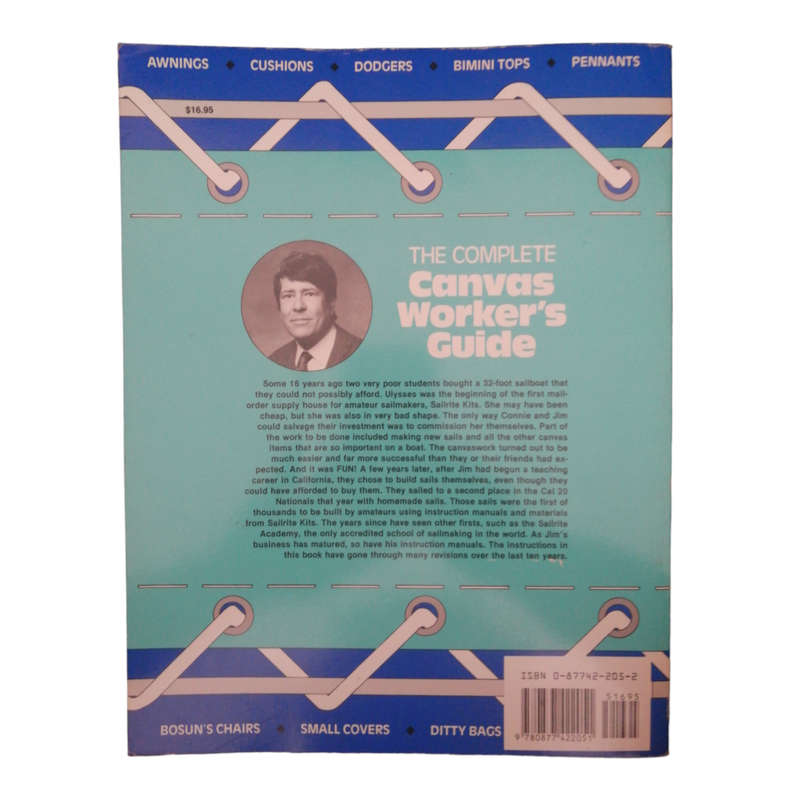 AWNINGS ◆ CUSHIONS ◆ DODGERS ◆ BIMINI TOPS ◆ PENNANTS
$16.95
THE COMPLETE
Canvas
Worker's
Guide
Some 16 years ago two very poor students bought a 32-foot sailboat that
they could not possibly afford. Ulysses was the beginning of the first mail-
order supply house for amateur sailmakers, Sailrite Kits. She may have been
cheap, but she was also in very bad shape. The only way Connie and Jim
could salvage their investment was to commission her themselves. Part of
the work to be done included making new sails and all the other canvas
items that are so important on a boat. The canvaswork turned out to be
much easier and far more successful than they or their friends had ex-
pected. And it was FUN! A few years later, after Jim had begun a teaching
career in California, they chose to build sails themselves, even though they
could have afforded to buy them. They sailed to a second place in the Cal 20
Nationals that year with homemade sails. Those sails were the first of
thousands to be built by amateurs using instruction manuals and materials
from Sailrite Kits. The years since have seen other firsts, such as the Sailrite
Academy, the only accredited school of sailmaking in the world. As Jim's
business has matured, so have his instruction manuals. The instructions in
this book have gone through many revisions over the last ten years.
ISBN 0-87742-205-2
51695
9 780877 422051
BOSUN'S CHAIRS ◆ SMALL COVERS ◆ DITTY BAGS